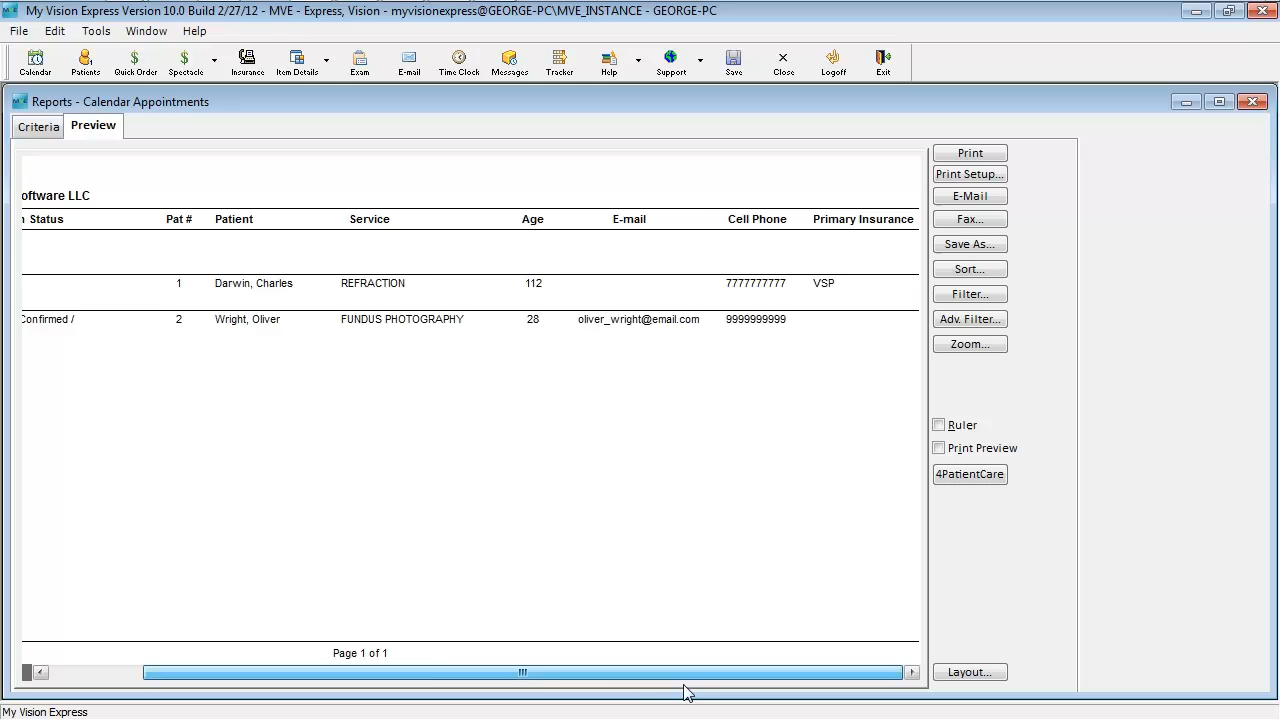 My Vision Express Version 10.0 Build 2/27/12 - MVE - Express, Vision - myvisionexpress@GEORGE-PC\MVE_INSTANCE - GEORGE-PC
File Edit Tools Window Help
Calendar Patients Quick Order Spectacle Insurance Item Details Exam E-mail Time Clock Messages Tracker Help Support Save Close Logoff Exit
Reports - Calendar Appointments
Criteria Preview
Print
Print Setup...
E-Mail
Fax...
Save As...
Sort...
Filter...
Adv. Filter...
Zoom...
Ruler
Print Preview
4PatientCare
Layout...
oftware LLC
n Status Pat # Patient Service Age E-mail Cell Phone Primary Insurance
1 Darwin, Charles REFRACTION 112 7777777777 VSP
Confirmed / 2 Wright, Oliver FUNDUS PHOTOGRAPHY 28 oliver_wright@email.com 9999999999
Page 1 of 1
My Vision Express